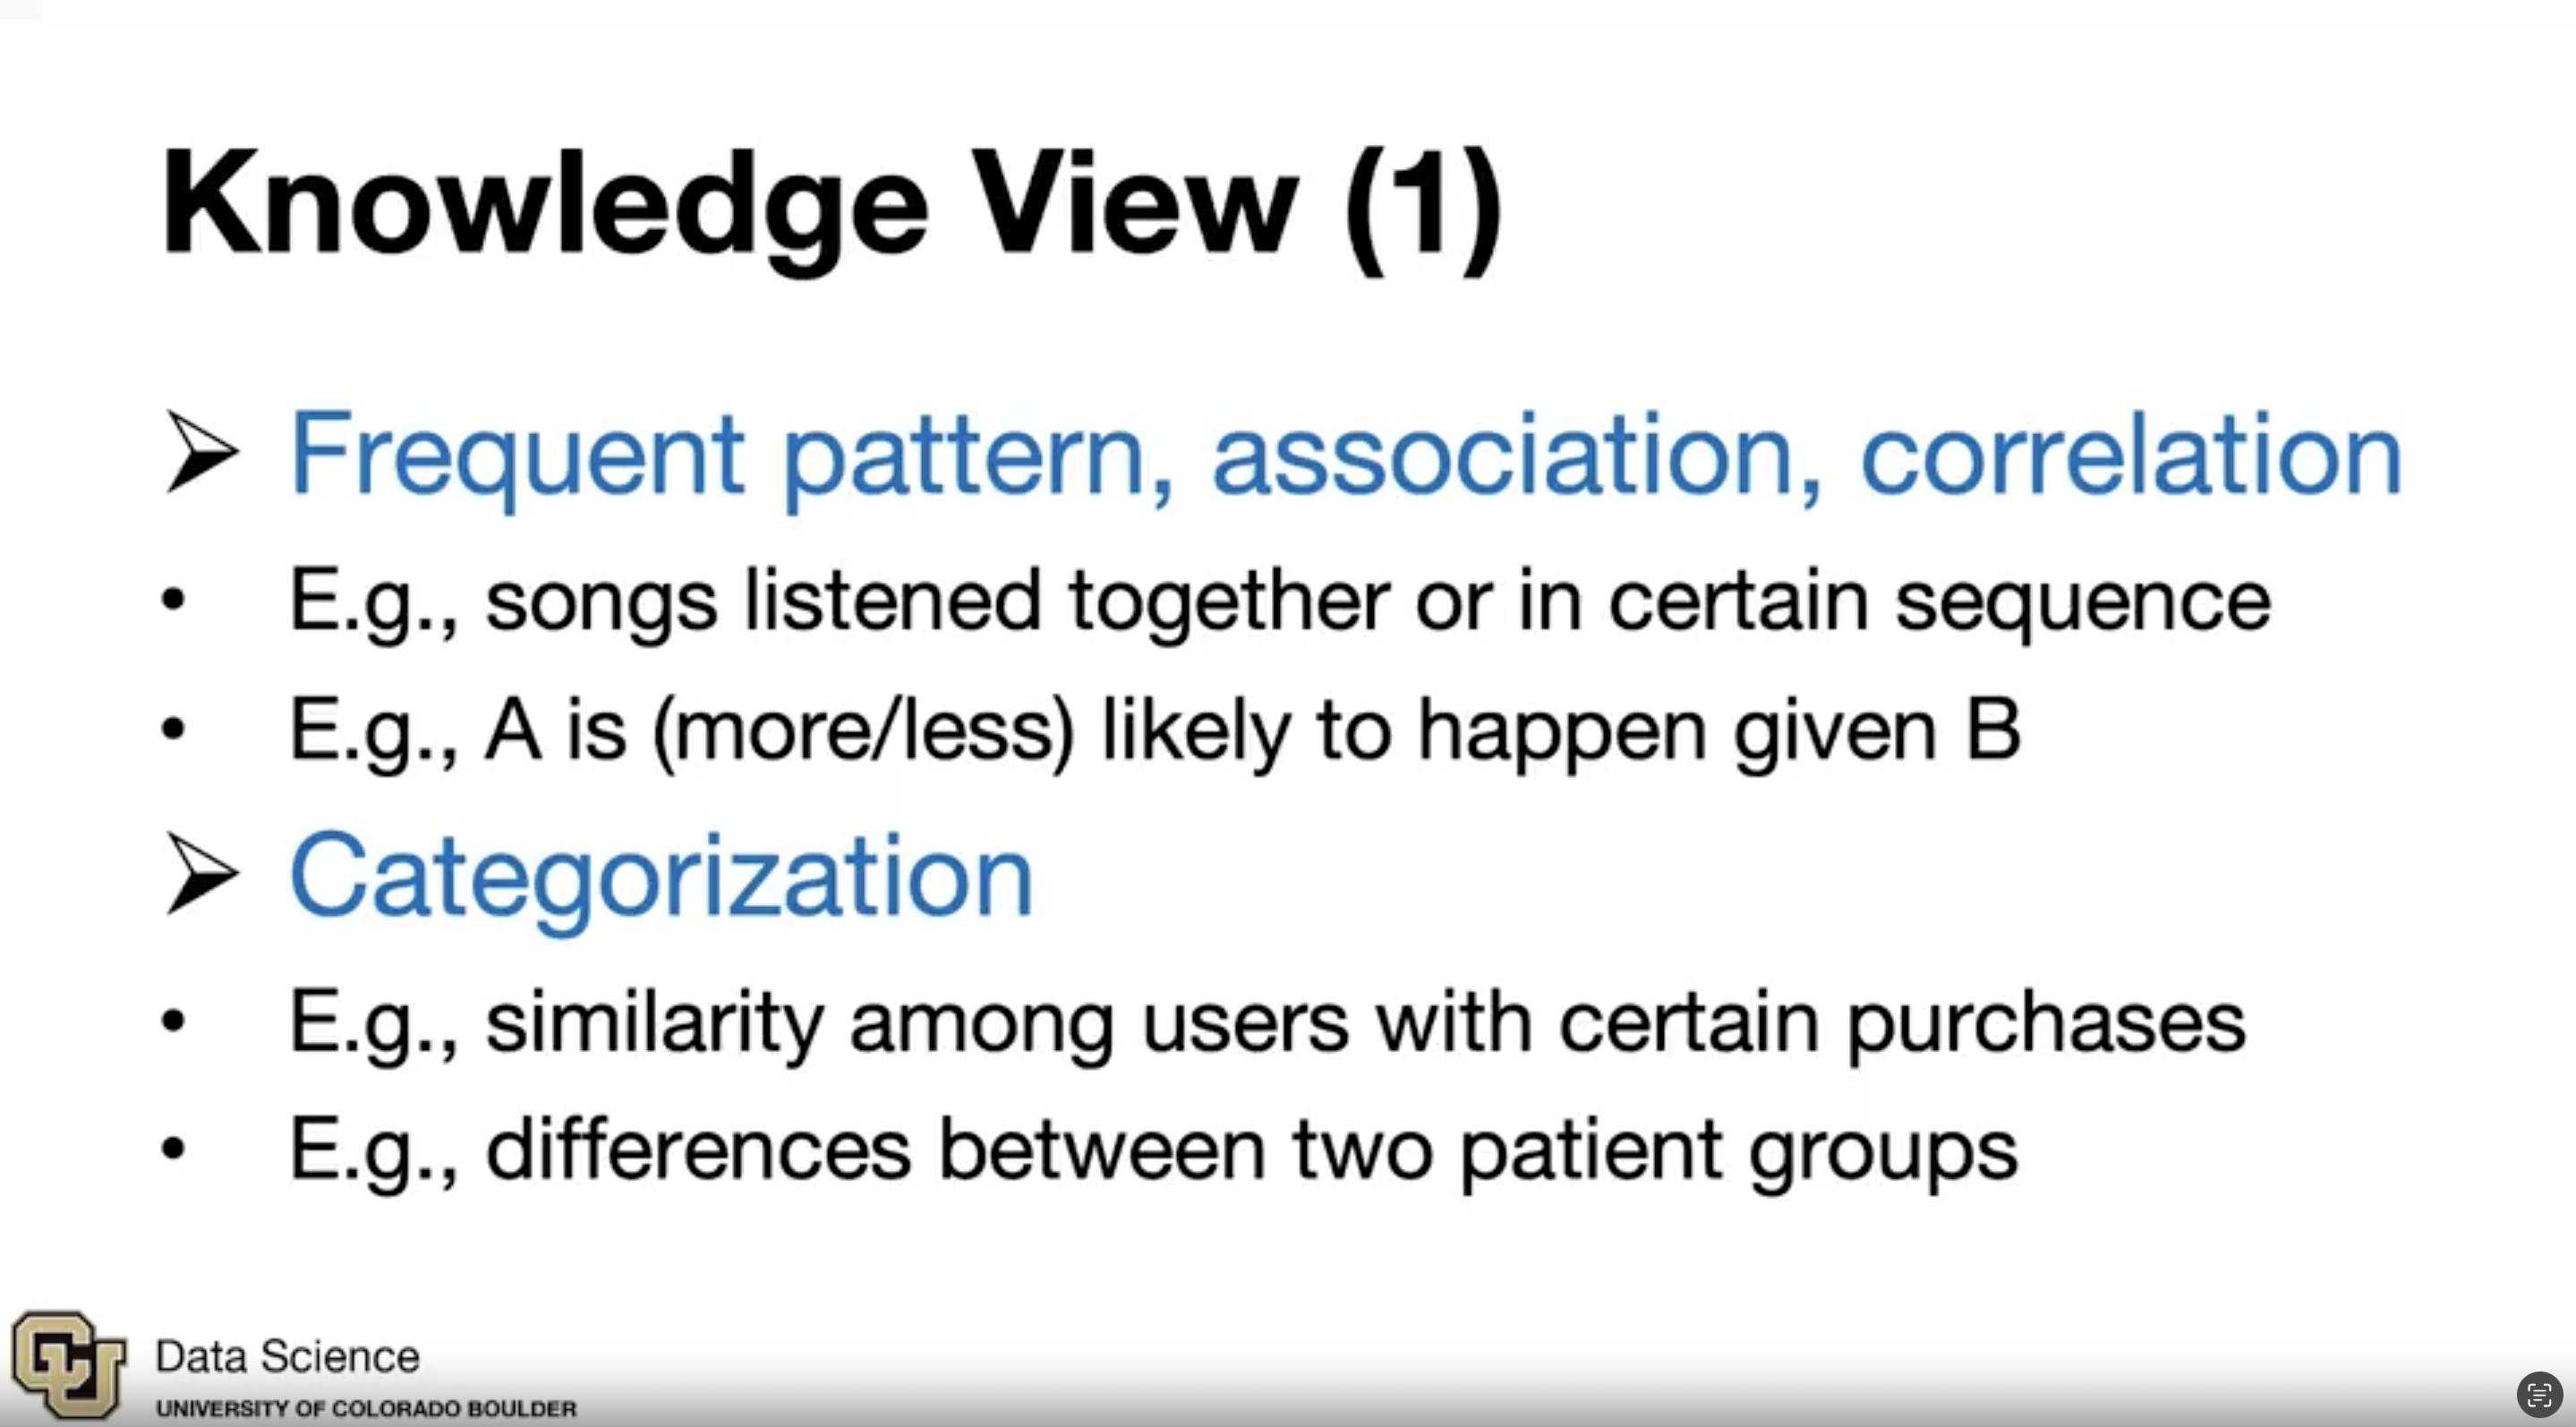 Knowledge View (1)
➢ Frequent pattern, association, correlation
• E.g., songs listened together or in certain sequence
• E.g., A is (more/less) likely to happen given B
➢ Categorization
• E.g., similarity among users with certain purchases
• E.g., differences between two patient groups
CU
Data Science
UNIVERSITY OF COLORADO BOULDER